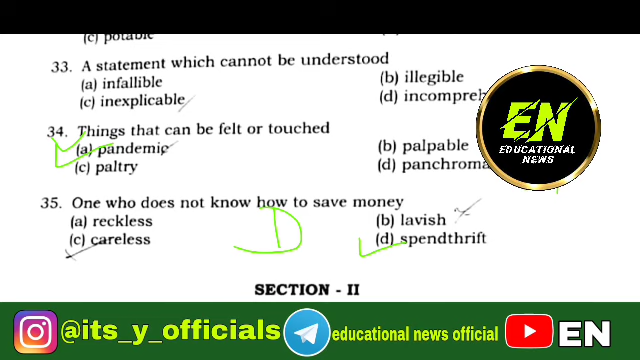 (c) potable
33. A statement which cannot be understood
(a) infallible
(b) illegible
(c) inexplicable
(d) incompreh
34. Things that can be felt or touched
(a) pandemic
(b) palpable
(c) paltry
(d) panchroma
35. One who does not know how to save money
(a) reckless
(b) lavish
(c) careless
(d) spendthrift
D
SECTION - II
EN
EDUCATIONAL
NEWS
@its_y_officials
educational news official
EN